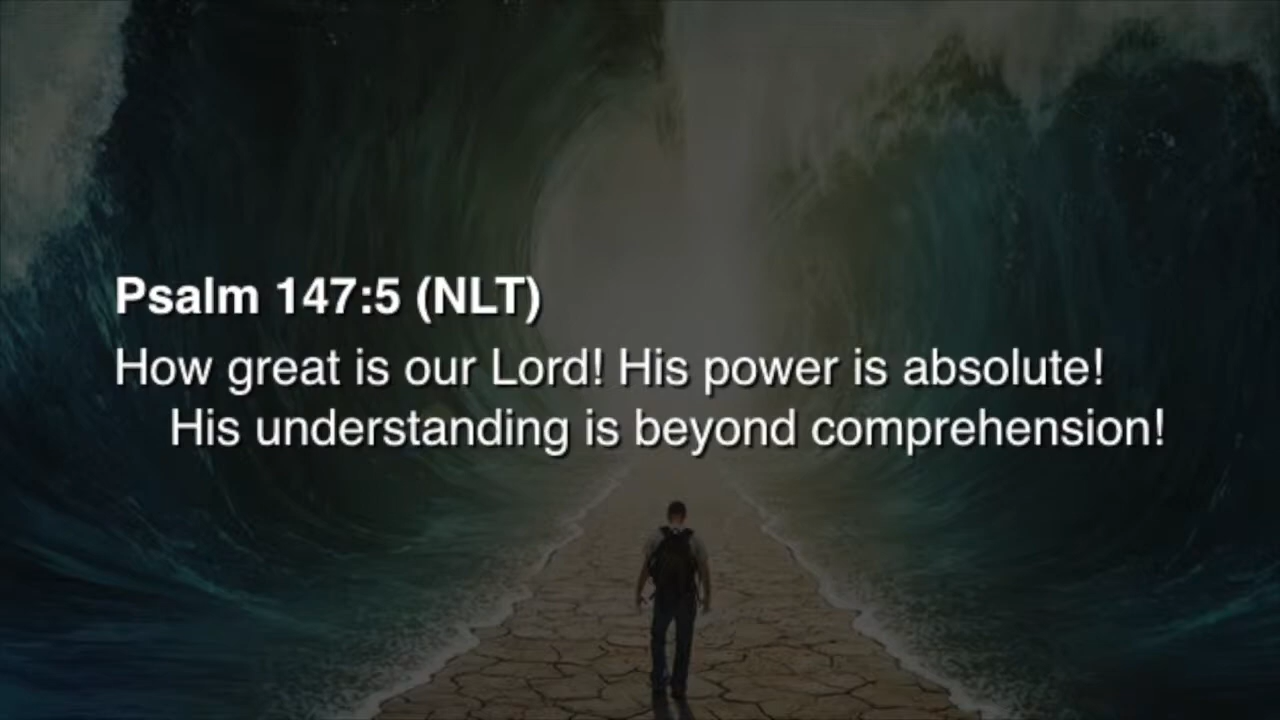 Psalm 147:5 (NLT)
How great is our Lord! His power is absolute!
His understanding is beyond comprehension!